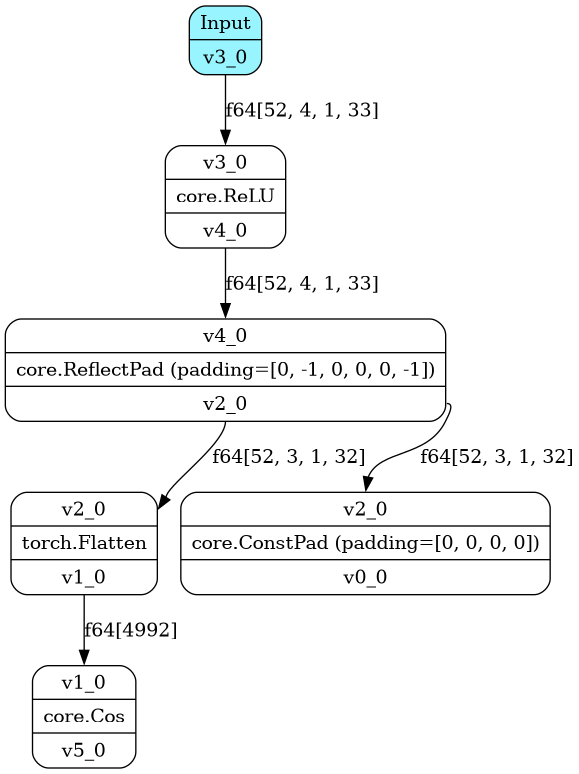 Input
v3_0
f64[52, 4, 1, 33]
v3_0
core.ReLU
v4_0
f64[52, 4, 1, 33]
v4_0
core.ReflectPad (padding=[0, -1, 0, 0, 0, -1])
v2_0
f64[52, 3, 1, 32]
f64[52, 3, 1, 32]
v2_0
torch.Flatten
v1_0
v2_0
core.ConstPad (padding=[0, 0, 0, 0])
v0_0
f64[4992]
v1_0
core.Cos
v5_0